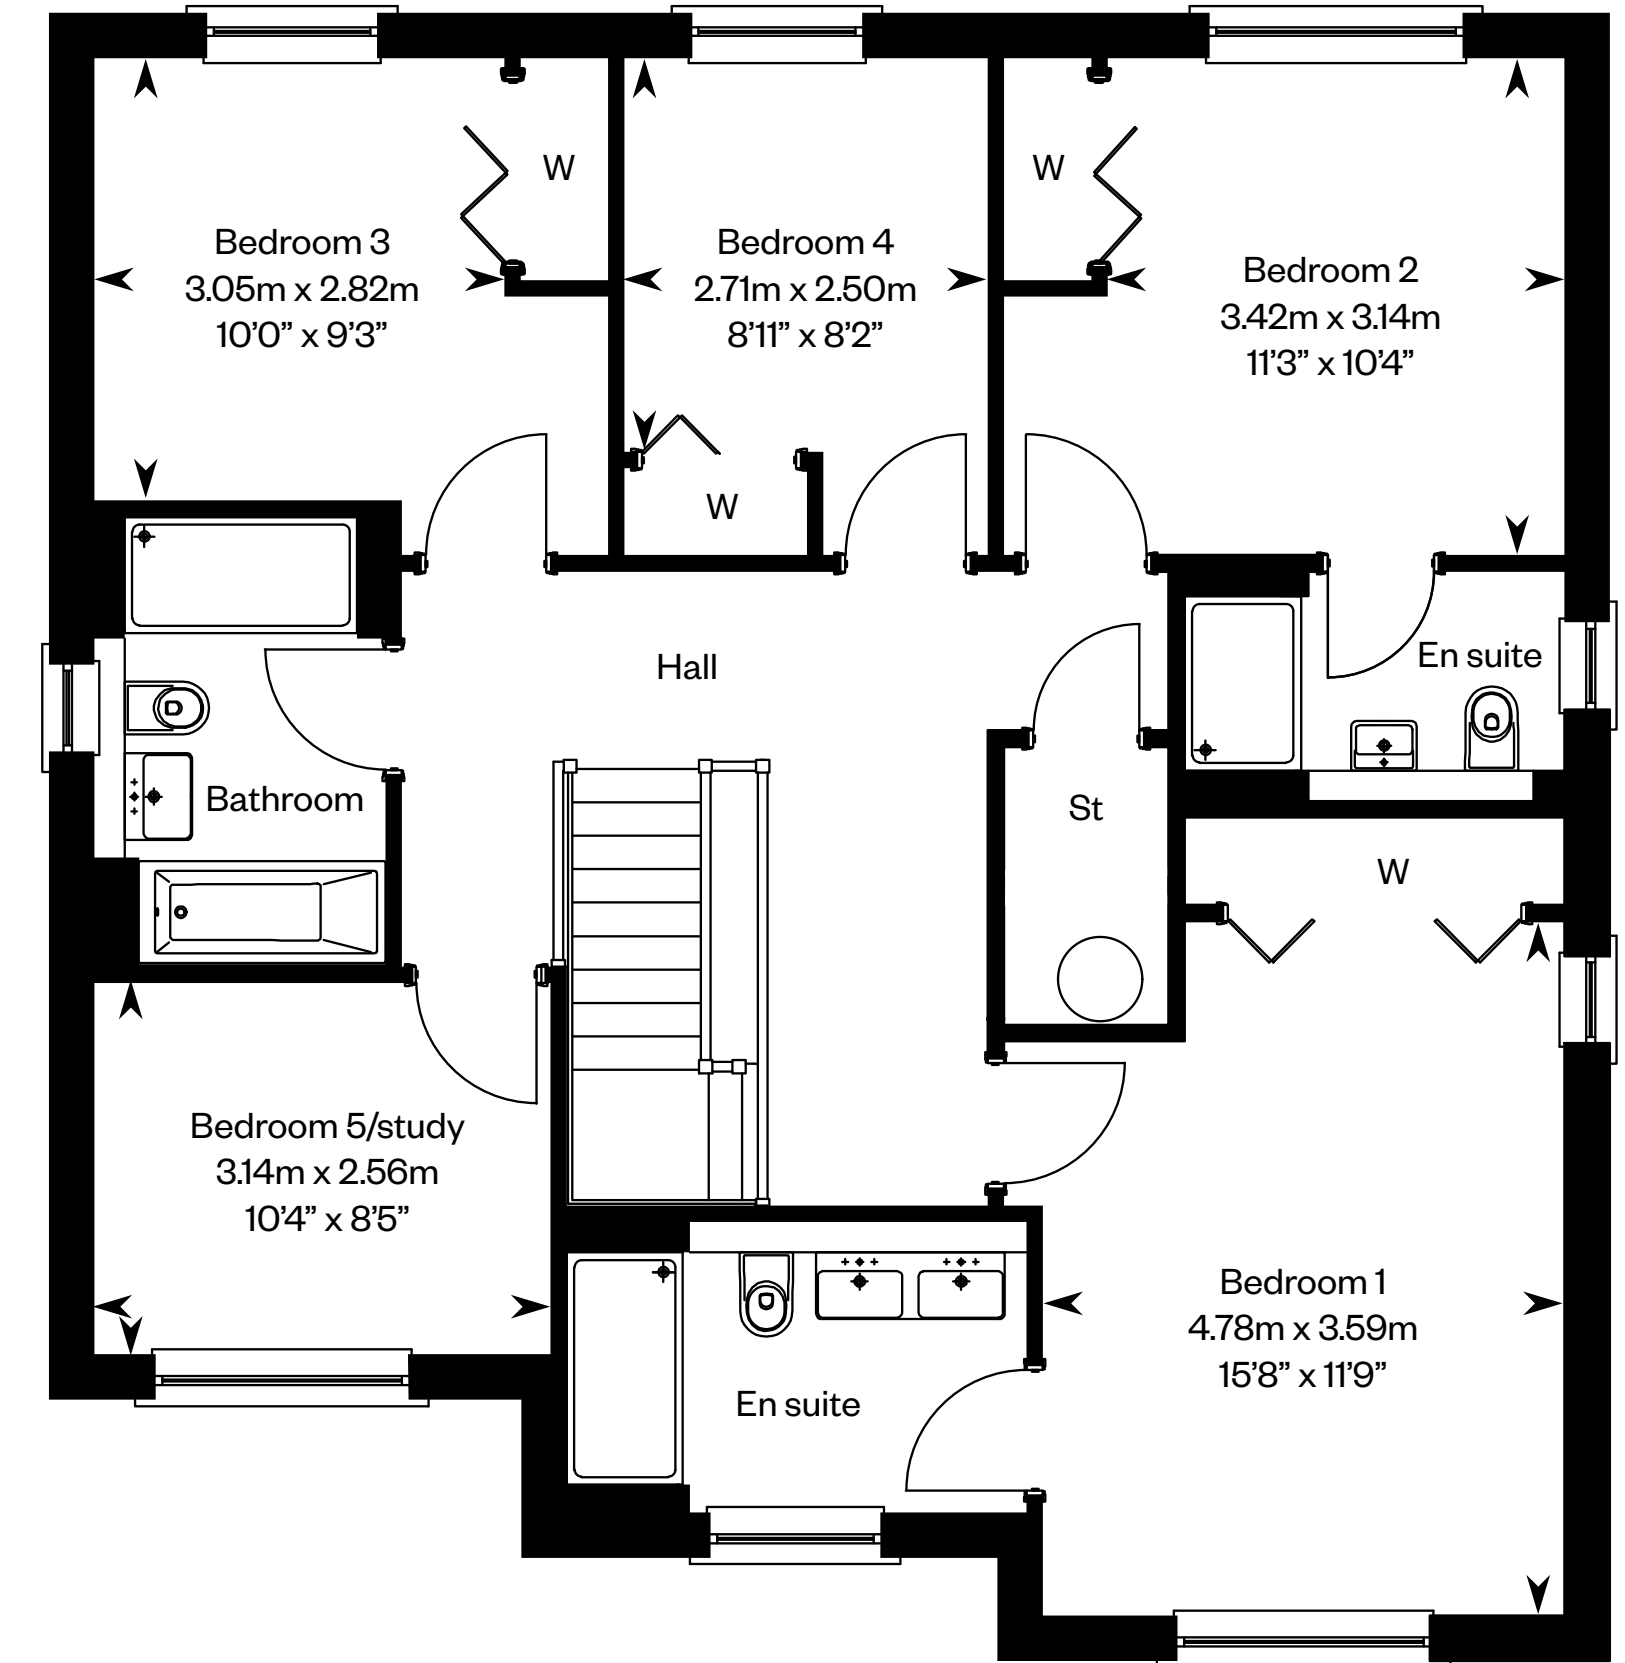 W
Bedroom 3
3.05m x 2.82m
10’0” x 9’3”
Bedroom 4
2.71m x 2.50m
8’11” x 8’2”
W
W
Bedroom 2
3.42m x 3.14m
11’3” x 10’4”
Hall
En suite
Bathroom
St
W
Bedroom 5/study
3.14m x 2.56m
10’4” x 8’5”
En suite
Bedroom 1
4.78m x 3.59m
15’8” x 11’9”